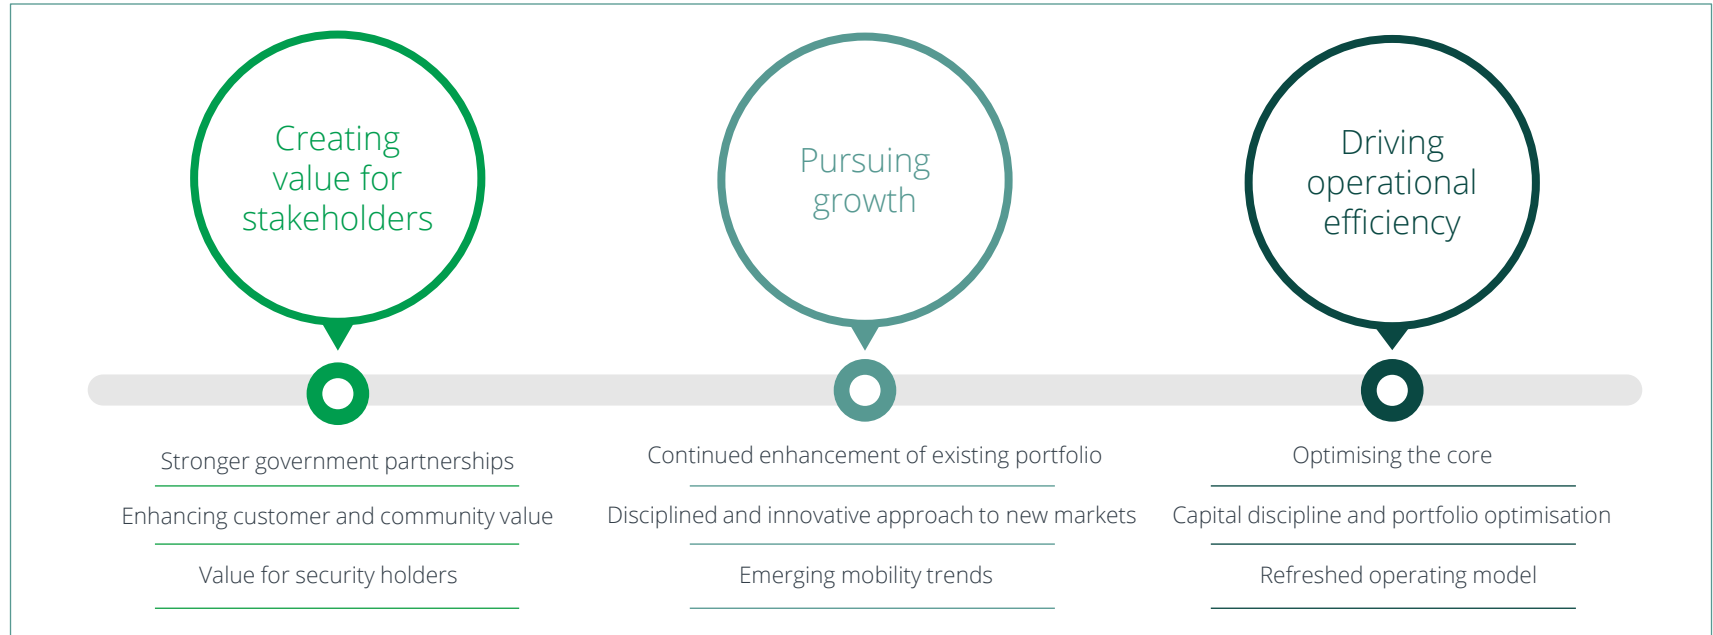 Creating
value for
stakeholders
Stronger government partnerships
Enhancing customer and community value
Value for security holders
Pursuing
growth
Continued enhancement of existing portfolio
Disciplined and innovative approach to new markets
Emerging mobility trends
Driving
operational
efficiency
Optimising the core
Capital discipline and portfolio optimisation
Refreshed operating model